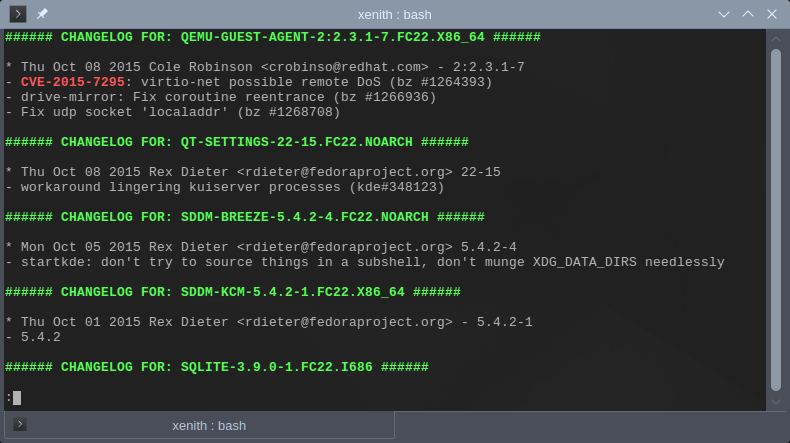 xenith : bash
###### CHANGELOG FOR: QEMU-GUEST-AGENT-2:2.3.1-7.FC22.X86_64 ######
* Thu Oct 08 2015 Cole Robinson <crobinso@redhat.com> - 2:2.3.1-7
- CVE-2015-7295: virtio-net possible remote DoS (bz #1264393)
- drive-mirror: Fix coroutine reentrance (bz #1266936)
- Fix udp socket 'localaddr' (bz #1268708)
###### CHANGELOG FOR: QT-SETTINGS-22-15.FC22.NOARCH ######
* Thu Oct 08 2015 Rex Dieter <rdieter@fedoraproject.org> 22-15
- workaround lingering kuiserver processes (kde#348123)
###### CHANGELOG FOR: SDDM-BREEZE-5.4.2-4.FC22.NOARCH ######
* Mon Oct 05 2015 Rex Dieter <rdieter@fedoraproject.org> 5.4.2-4
- startkde: don't try to source things in a subshell, don't munge XDG_DATA_DIRS needlessly
###### CHANGELOG FOR: SDDM-KCM-5.4.2-1.FC22.X86_64 ######
* Thu Oct 01 2015 Rex Dieter <rdieter@fedoraproject.org> - 5.4.2-1
- 5.4.2
###### CHANGELOG FOR: SQLITE-3.9.0-1.FC22.I686 ######
:
xenith : bash